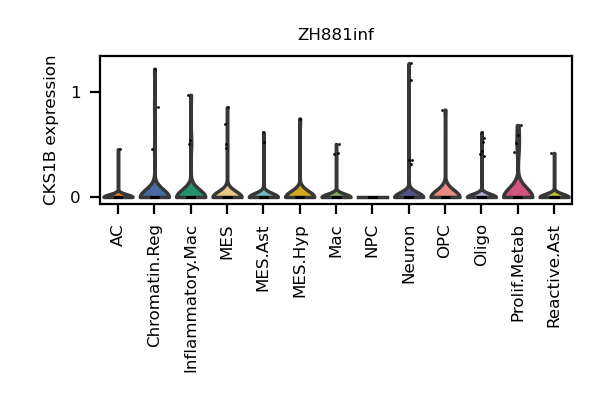 ZH881inf
CKS1B expression
1
0
AC
Chromatin.Reg
Inflammatory.Mac
MES
MES.Ast
MES.Hyp
Mac
NPC
Neuron
OPC
Oligo
Prolif.Metab
Reactive.Ast